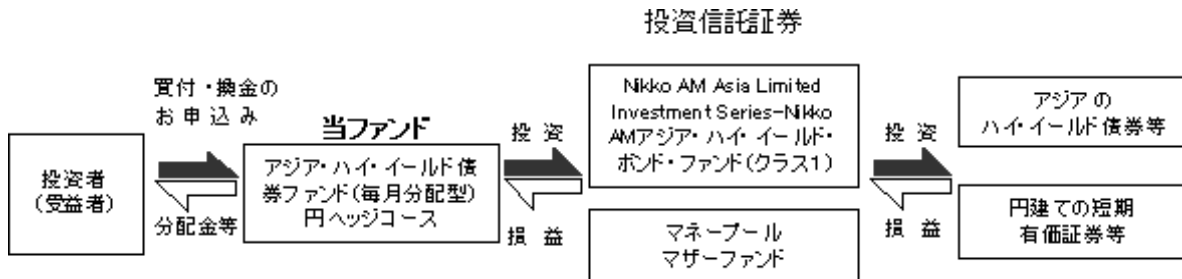 投資信託証券
買付・換金の
お申込み
当ファンド
投資者
(受益者)
分配金等
アジア・ハイ・イールド債
券ファンド(毎月分配型)
円ヘッジコース
投資
損益
Nikko AM Asia Limited
Investment Series-Nikko
AMアジア・ハイ・イールド・
ボンド・ファンド(クラス1)
マネープール
マザーファンド
投資
損益
アジアの
ハイ・イールド債券等
円建ての短期
有価証券等